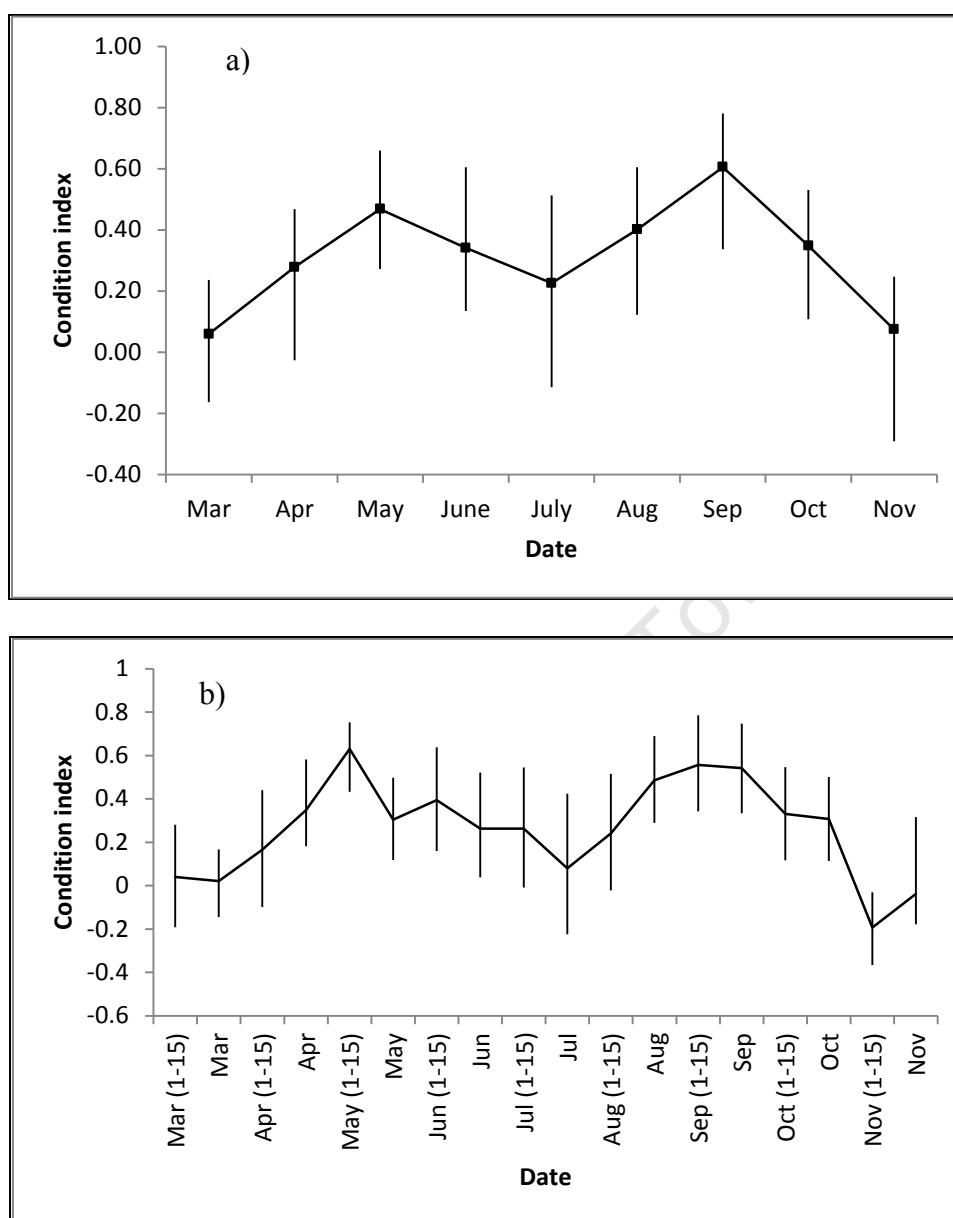 a)
1.00
0.80
0.60
0.40
0.20
0.00
-0.20
-0.40
Condition index
Mar Apr May June July Aug Sep Oct Nov
Date
b)
1
0.8
0.6
0.4
0.2
0
-0.2
-0.4
-0.6
Condition index
Mar (1-15)
Mar
Apr (1-15)
Apr
May (1-15)
May
Jun (1-15)
Jun
Jul (1-15)
Jul
Aug (1-15)
Aug
Sep (1-15)
Sep
Oct (1-15)
Oct
Nov (1-15)
Nov
Date